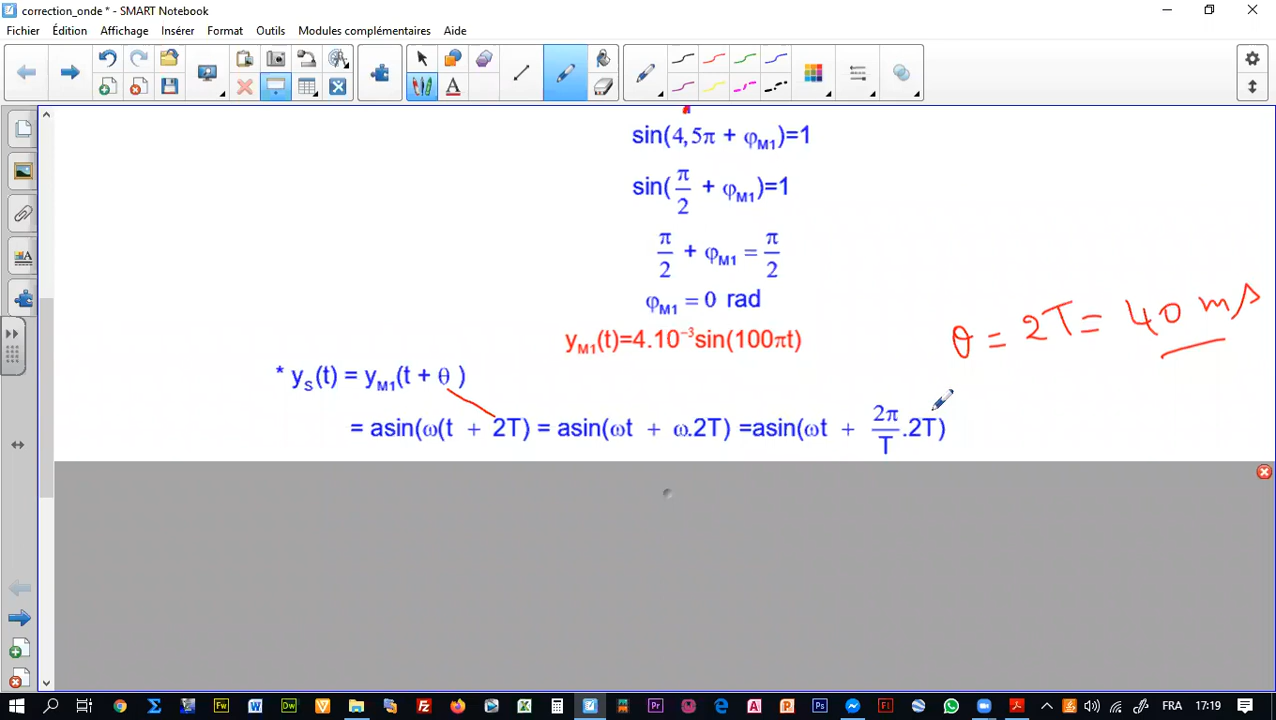 correction_onde * - SMART Notebook
Fichier Édition Affichage Insérer Format Outils Modules complémentaires Aide
sin(4,5π + φM1)=1
sin(π/2 + φM1)=1
π/2 + φM1 = π/2
φM1 = 0 rad
yM1(t)=4.10⁻³sin(100πt)
θ = 2T = 40 ms
* yS(t) = yM1(t + θ )
= asin(ω(t + 2T) = asin(ωt + ω.2T) =asin(ωt + 2π/T .2T)
FRA 17:19